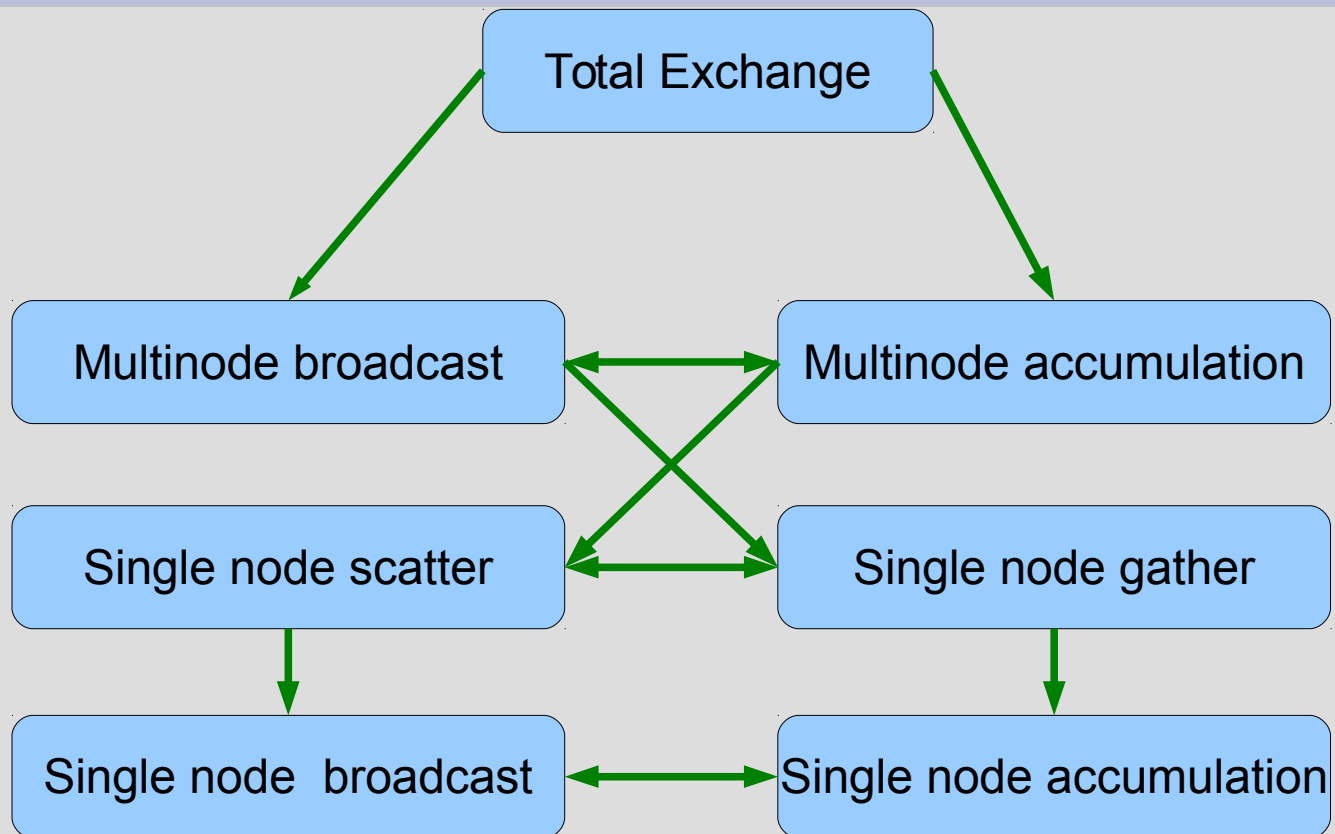 Total Exchange
Multinode broadcast
Multinode accumulation
Single node scatter
Single node gather
Single node  broadcast
Single node accumulation